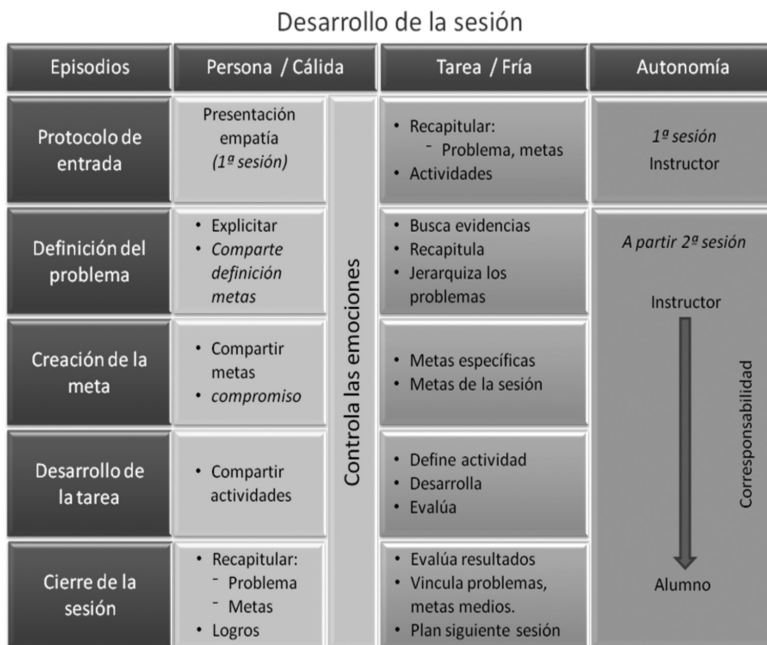 Desarrollo de la sesión
Episodios
Persona / Cálida
Tarea / Fría
Autonomía
Protocolo de
entrada
Presentación
empatía
(1ª sesión)
• Recapitular:
- Problema, metas
• Actividades
1ª sesión
Instructor
Definición del
problema
• Explicitar
• Comparte
definición
metas
• Busca evidencias
• Recapitula
• Jerarquiza los
problemas
A partir 2ª sesión
Instructor
Creación de la
meta
• Compartir
metas
• compromiso
Controla las emociones
• Metas específicas
• Metas de la sesión
Corresponsabilidad
Desarrollo de
la tarea
• Compartir
actividades
• Define actividad
• Desarrolla
• Evalúa
Cierre de la
sesión
• Recapitular:
- Problema
- Metas
• Logros
• Evalúa resultados
• Vincula problemas,
metas medios.
• Plan siguiente sesión
Alumno